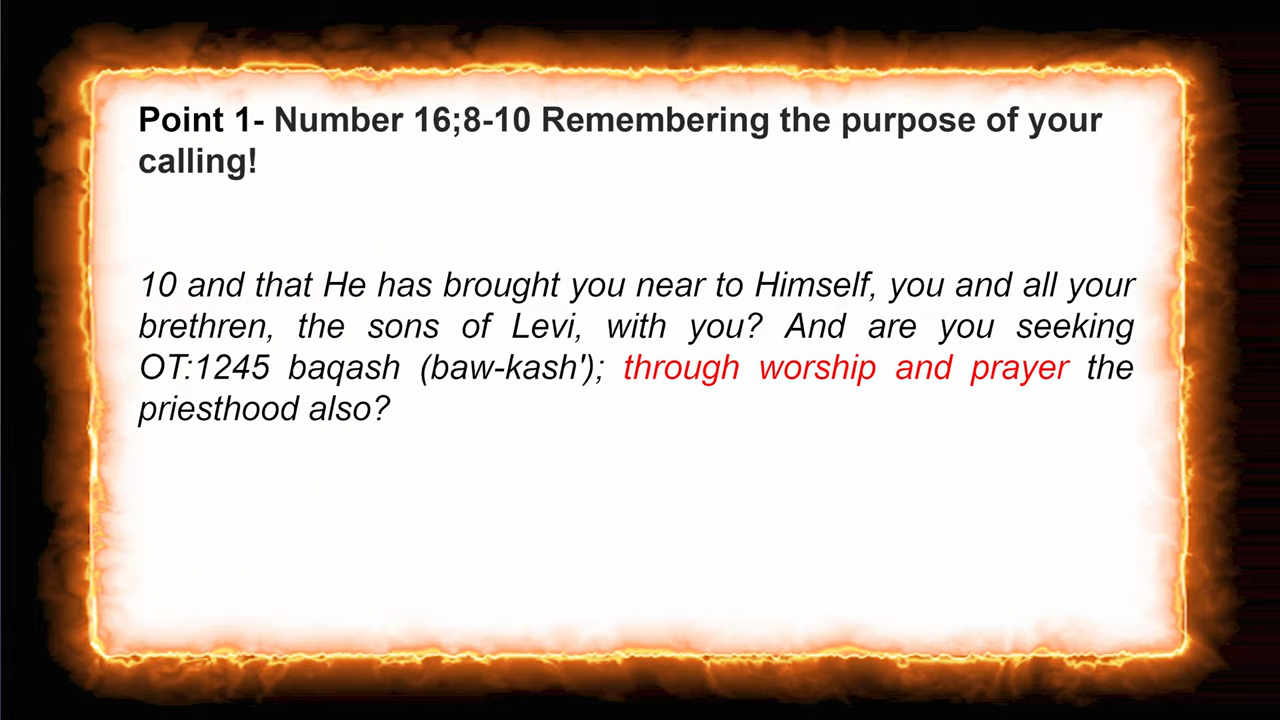 Point 1- Number 16;8-10 Remembering the purpose of your
calling!
10 and that He has brought you near to Himself, you and all your
brethren, the sons of Levi, with you? And are you seeking
OT:1245 baqash (baw-kash'); through worship and prayer the
priesthood also?